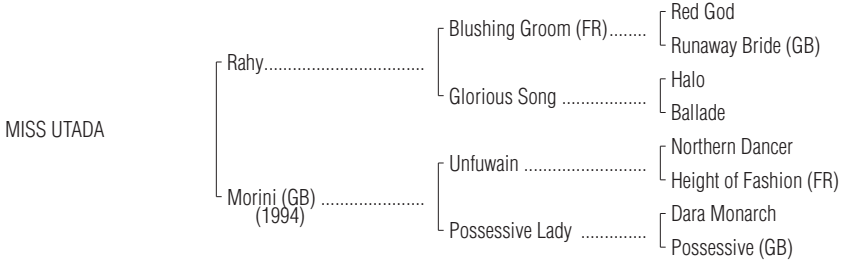 Red God
Blushing Groom (FR)........
Runaway Bride (GB)
Rahy................................
Halo
Glorious Song ...................
Ballade
MISS UTADA
Northern Dancer
Unfuwain ...........................
Height of Fashion (FR)
Morini (GB) .......................
(1994)
Dara Monarch
Possessive Lady ...............
Possessive (GB)